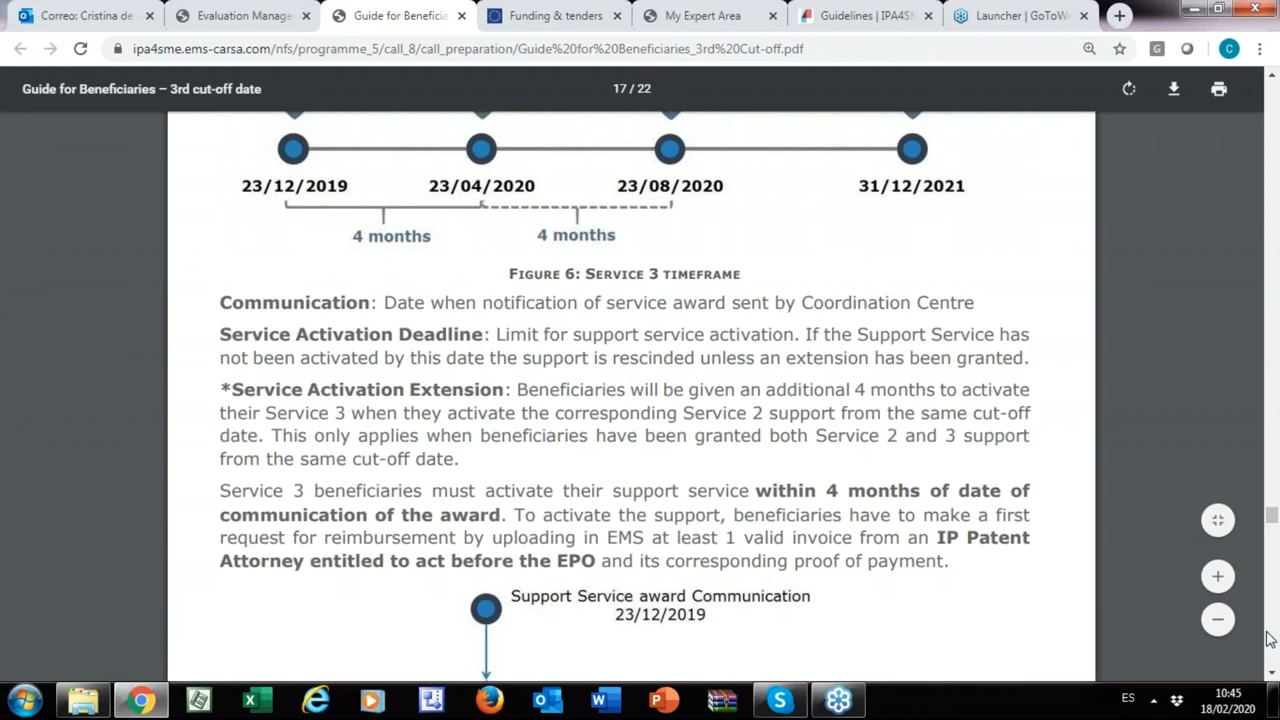 Correo: Cristina de
Evaluation Manage
Guide for Beneficia
Funding & tenders
My Expert Area
Guidelines | IPA4SM
Launcher | GoToWe
ipa4sme.ems-carsa.com/nfs/programme_5/call_8/call_preparation/Guide%20for%20Beneficiaries_3rd%20Cut-off.pdf
G
C
Guide for Beneficiaries – 3rd cut-off date
17 / 22
23/12/2019
23/04/2020
23/08/2020
31/12/2021
4 months
4 months
FIGURE 6: SERVICE 3 TIMEFRAME
Communication: Date when notification of service award sent by Coordination Centre
Service Activation Deadline: Limit for support service activation. If the Support Service has
not been activated by this date the support is rescinded unless an extension has been granted.
*Service Activation Extension: Beneficiaries will be given an additional 4 months to activate
their Service 3 when they activate the corresponding Service 2 support from the same cut-off
date. This only applies when beneficiaries have been granted both Service 2 and 3 support
from the same cut-off date.
Service 3 beneficiaries must activate their support service within 4 months of date of
communication of the award. To activate the support, beneficiaries have to make a first
request for reimbursement by uploading in EMS at least 1 valid invoice from an IP Patent
Attorney entitled to act before the EPO and its corresponding proof of payment.
Support Service award Communication
23/12/2019
ES
10:45
18/02/2020